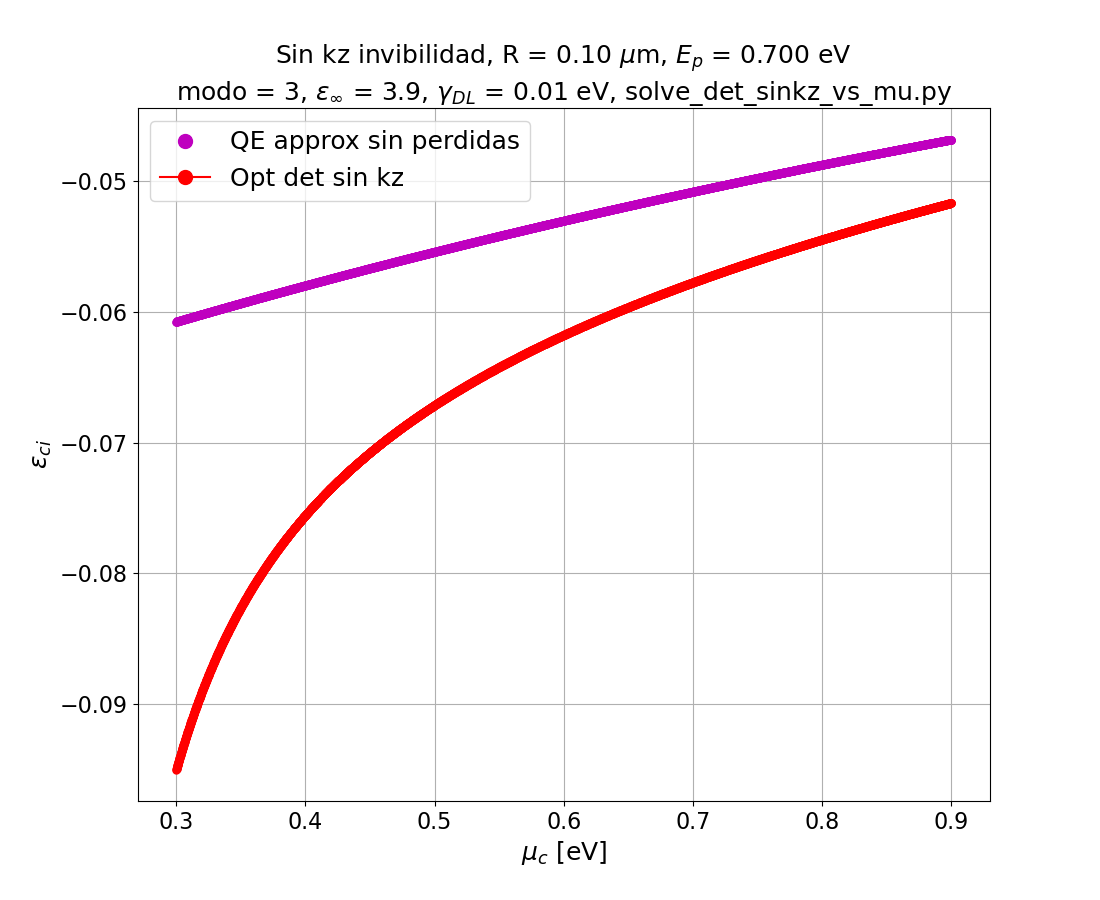 Sin kz invibilidad, R = 0.10 μm, E_p = 0.700 eV
modo = 3, ε_∞ = 3.9, γ_DL = 0.01 eV, solve_det_sinkz_vs_mu.py
QE approx sin perdidas
Opt det sin kz
−0.05
−0.06
−0.07
−0.08
−0.09
ε_ci
0.3 0.4 0.5 0.6 0.7 0.8 0.9
μ_c [eV]